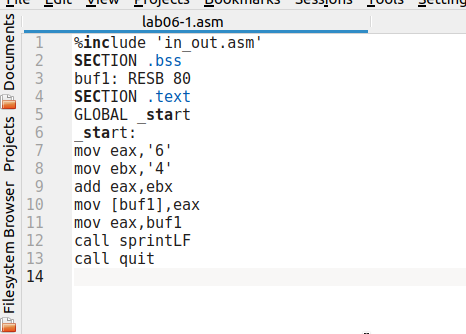 File Edit View Projects Bookmarks Sessions Tools Settings
lab06-1.asm
Documents
Projects
Filesystem Browser
1 %include 'in_out.asm'
2 SECTION .bss
3 buf1: RESB 80
4 SECTION .text
5 GLOBAL _start
6 _start:
7 mov eax,'6'
8 mov ebx,'4'
9 add eax,ebx
10 mov [buf1],eax
11 mov eax,buf1
12 call sprintLF
13 call quit
14